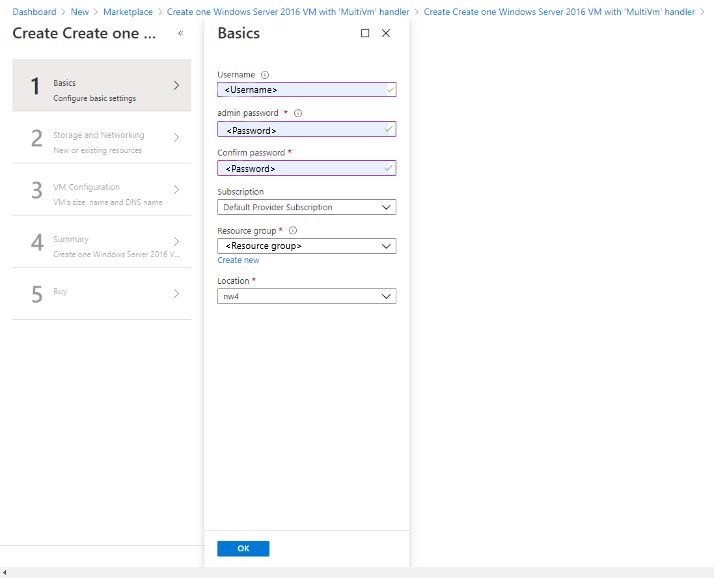 Dashboard > New > Marketplace > Create one Windows Server 2016 VM with 'MultiVm' handler > Create Create one Windows Server 2016 VM with 'MultiVm' handler >
Create Create one ... «
1 Basics
Configure basic settings
2 Storage and Networking
New or existing resources
3 VM Configuration
VM's size, name and DNS name
4 Summary
Create one Windows Server 2016 V...
5 Buy
Basics
Username
<Username>
admin password *
<Password>
Confirm password *
<Password>
Subscription
Default Provider Subscription
Resource group *
<Resource group>
Create new
Location *
nw4
OK